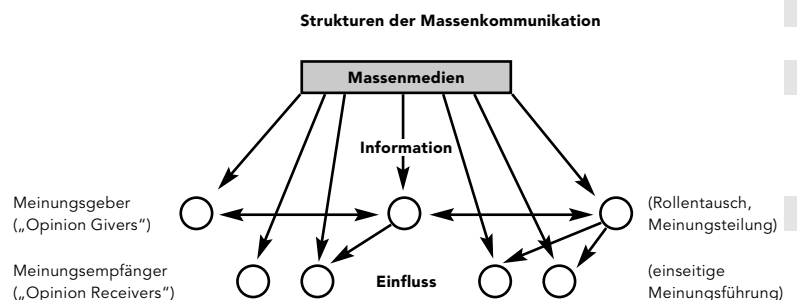 Strukturen der Massenkommunikation
Massenmedien
Information
Meinungsgeber
(„Opinion Givers“)
(Rollentausch,
Meinungsteilung)
Meinungsempfänger
(„Opinion Receivers“)
Einfluss
(einseitige
Meinungsführung)